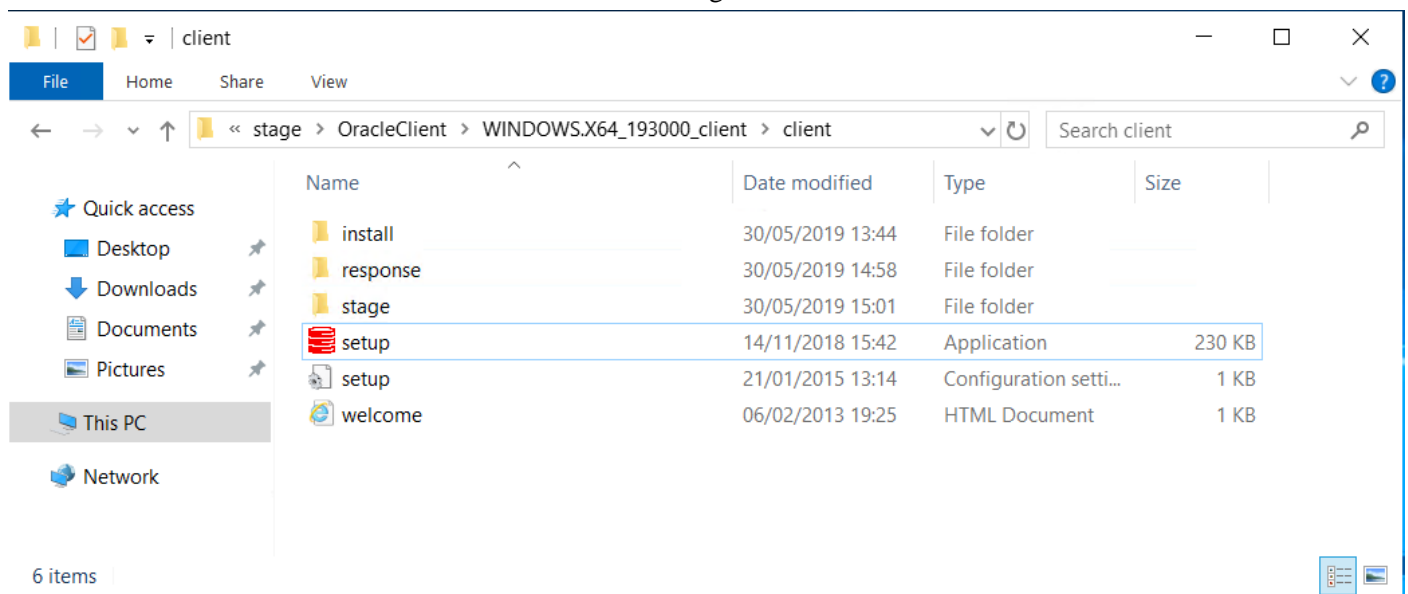 client
File Home Share View
« stage > OracleClient > WINDOWS.X64_193000_client > client Search client
Name Date modified Type Size
Quick access
Desktop
Downloads
Documents
Pictures
This PC
Network
install 30/05/2019 13:44 File folder
response 30/05/2019 14:58 File folder
stage 30/05/2019 15:01 File folder
setup 14/11/2018 15:42 Application 230 KB
setup 21/01/2015 13:14 Configuration setti... 1 KB
welcome 06/02/2013 19:25 HTML Document 1 KB
6 items